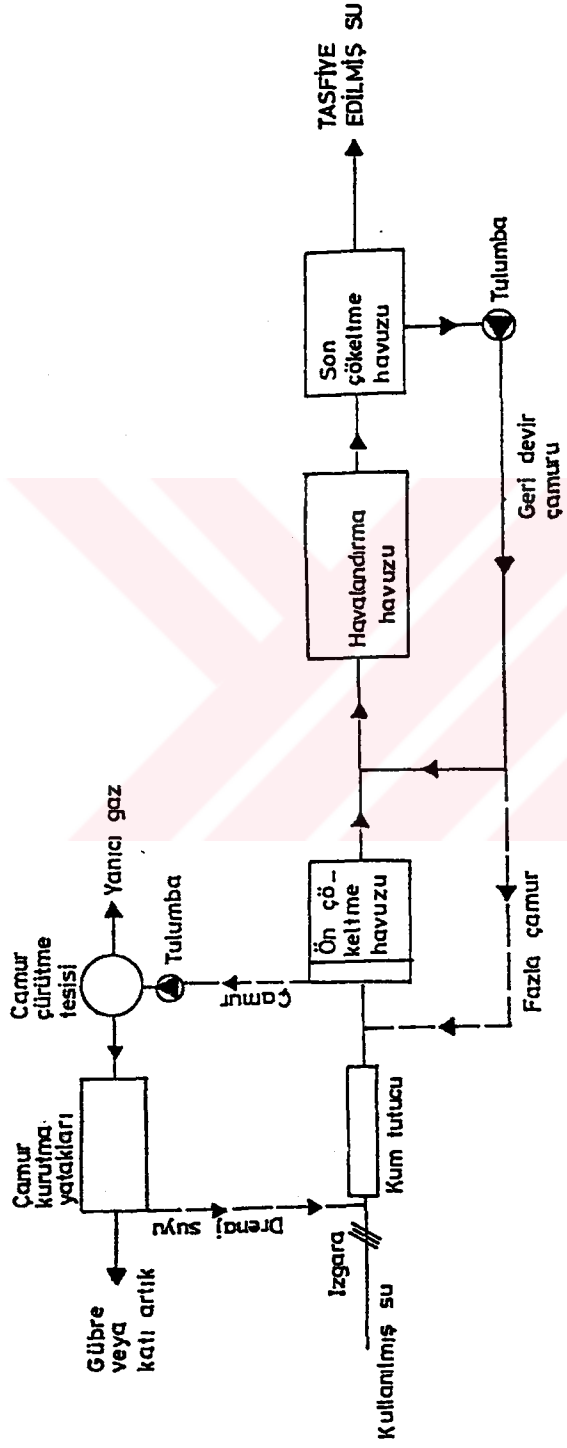 Gübre
veya
katı artık
Çamur
kurutma
yatakları
Camur
çürütme
tesisi
Yanıcı gaz
Tulumba
Çamur
Drenaj suyu
Kullanılmış su
Izgara
Kum tutucu
Ön çö_
keltme
havuzu
Fazla çamur
Havalandırma
havuzu
Geri devir
çamuru
Son
çökeltme
havuzu
Tulumba
TASFİYE
EDİLMİŞ SU